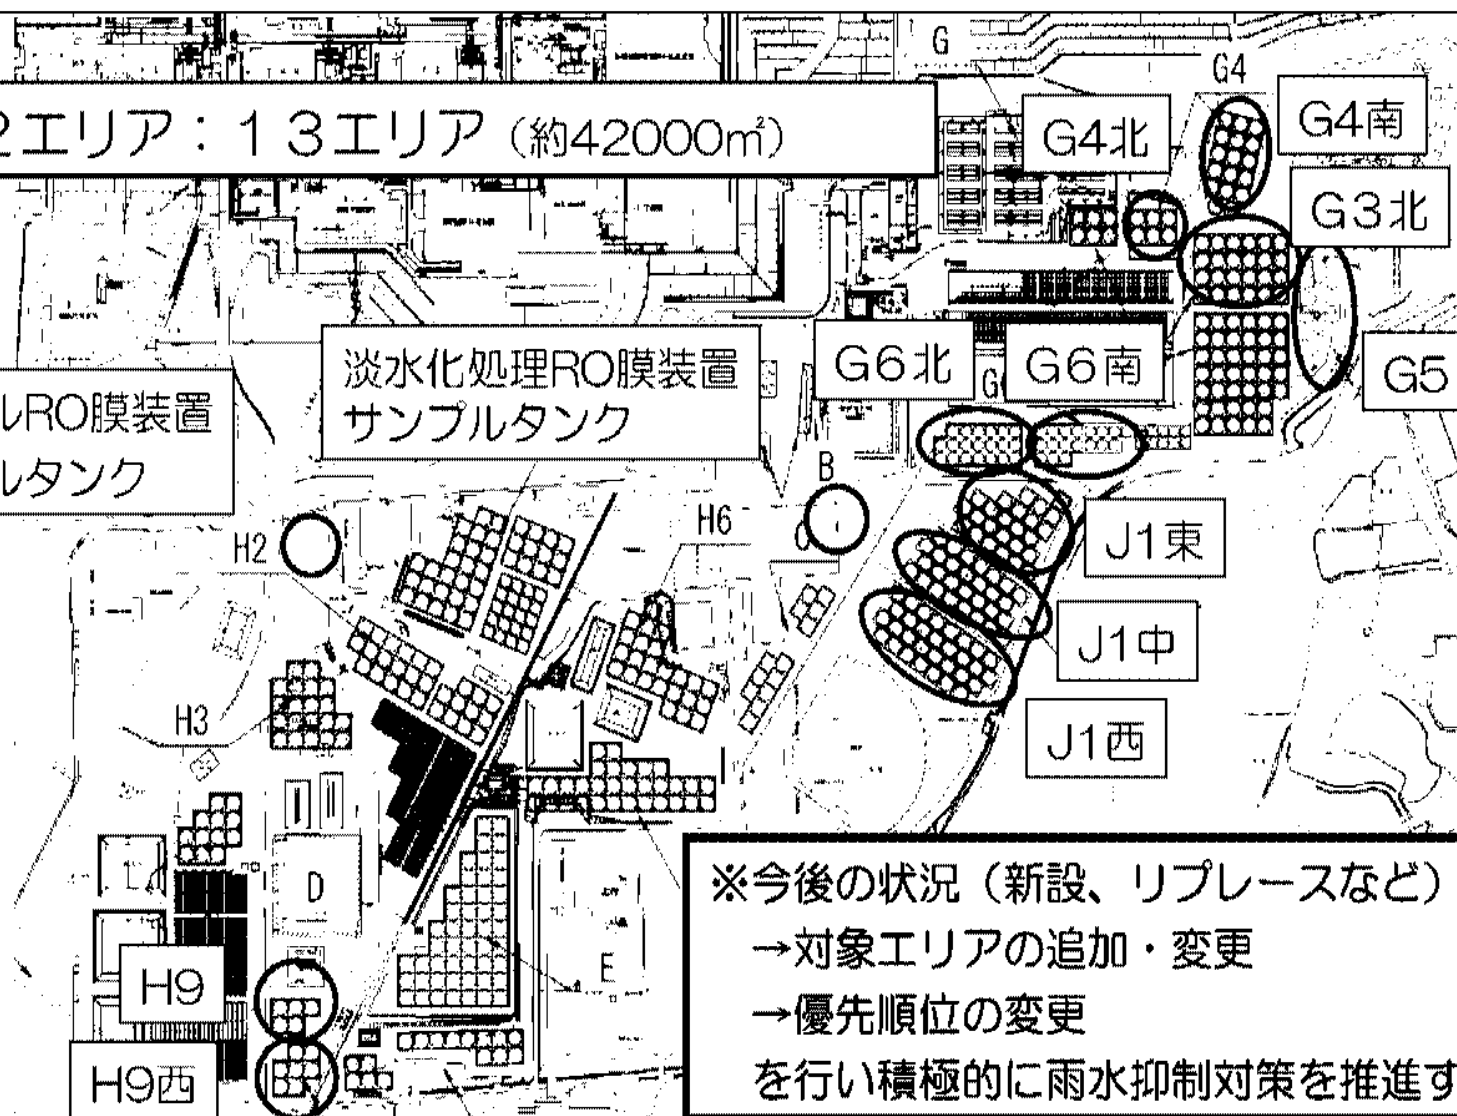 G
G4
2エリア：１３エリア（約42000㎡）
G4北
G4南
G3北
淡水化処理RO膜装置
サンプルタンク
G6北
G6南
G5
ルRO膜装置
ルタンク
B
H2
H6
J1東
J1中
H3
J1西
D
E
H9
H9西
※今後の状況（新設、リプレースなど）
→対象エリアの追加・変更
→優先順位の変更
を行い積極的に雨水抑制対策を推進す